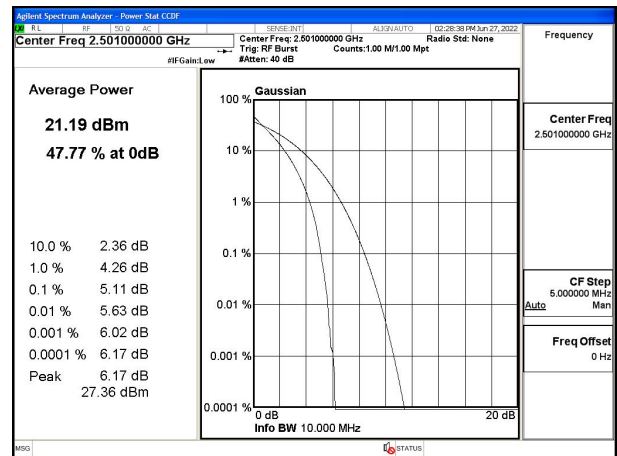 Agilent Spectrum Analyzer - Power Stat CCDF
RL RF 50 Ω AC SENSE:INT ALIGN AUTO 02:28:38 PM Jun 27, 2022
Center Freq 2.501000000 GHz
Center Freq: 2.501000000 GHz Radio Std: None
Trig: RF Burst Counts:1.00 M/1.00 Mpt
#IFGain:Low #Atten: 40 dB
Frequency
Average Power
21.19 dBm
47.77 % at 0dB
10.0 % 2.36 dB
1.0 % 4.26 dB
0.1 % 5.11 dB
0.01 % 5.63 dB
0.001 % 6.02 dB
0.0001 % 6.17 dB
Peak 6.17 dB
27.36 dBm
Gaussian
100 %
10 %
1 %
0.1 %
0.01 %
0.001 %
0.0001 %
0 dB 20 dB
Info BW 10.000 MHz
Center Freq
2.501000000 GHz
CF Step
5.000000 MHz
Auto Man
Freq Offset
0 Hz
MSG STATUS